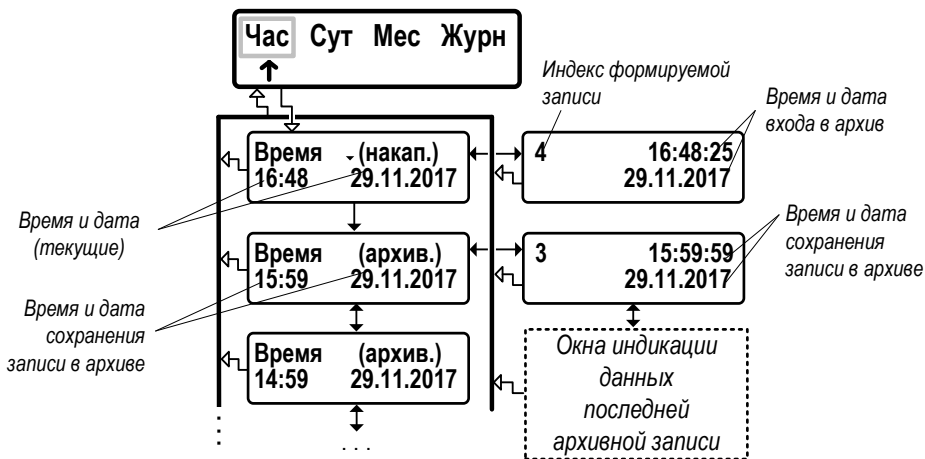 Час Сут Мес Журн
Индекс формируемой
записи
Время и дата
входа в архив
Время (накап.)
16:48 29.11.2017
4 16:48:25
29.11.2017
Время и дата
(текущие)
Время и дата
сохранения
записи в архиве
Время (архив.)
15:59 29.11.2017
3 15:59:59
29.11.2017
Время и дата
сохранения
записи в архиве
Время (архив.)
14:59 29.11.2017
Окна индикации
данных
последней
архивной записи
. . .